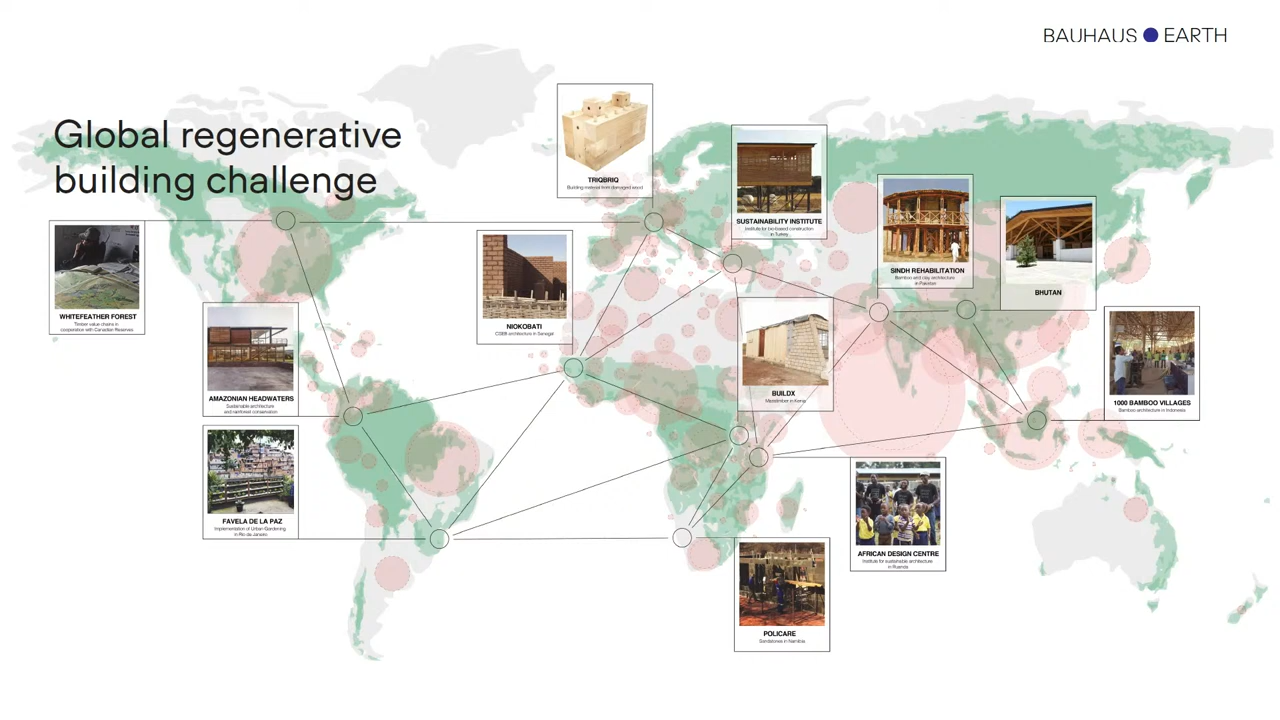 BAUHAUS EARTH
Global regenerative
building challenge
TRIQBRIQ
Building material from damaged wood
SUSTAINABILITY INSTITUTE
Institute for bio-based construction
in Turkey
SINDH REHABILITATION
Bamboo and clay architecture
in Pakistan
BHUTAN
WHITEFEATHER FOREST
Timber value chains in
cooperation with Canadian Reserves
NIOKOBATI
CSEB architecture in Senegal
AMAZONIAN HEADWATERS
Sustainable architecture
and rainforest conservation
BUILDX
Masstimber in Kenia
1000 BAMBOO VILLAGES
Bamboo architecture in Indonesia
FAVELA DE LA PAZ
Implementation of Urban Gardening
in Rio de Janeiro
AFRICAN DESIGN CENTRE
Institute for sustainable architecture
in Ruanda
POLICARE
Sandstones in Namibia